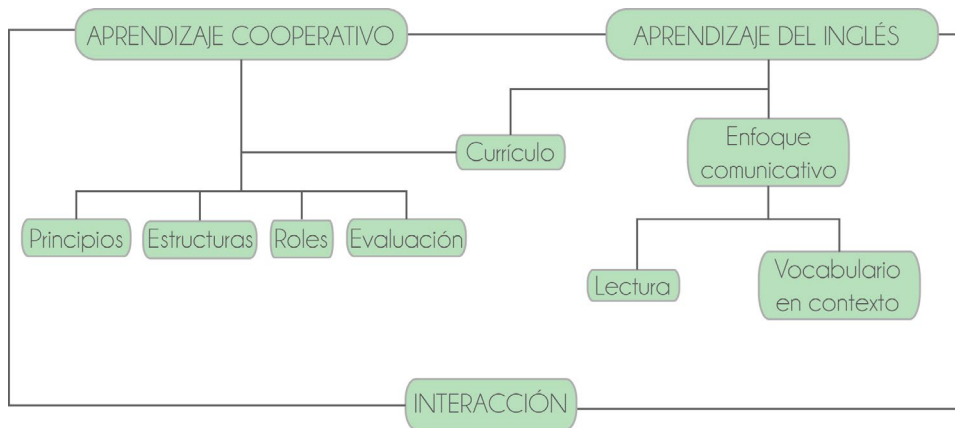 APRENDIZAJE COOPERATIVO
APRENDIZAJE DEL INGLÉS
Currículo
Enfoque
comunicativo
Principios
Estructuras
Roles
Evaluación
Lectura
Vocabulario
en contexto
INTERACCIÓN